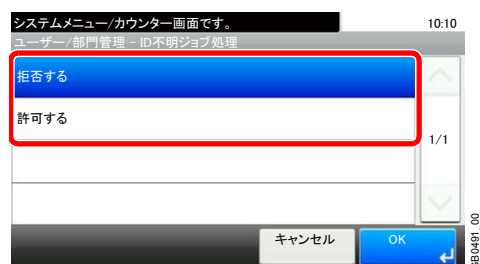 システムメニュー/カウンター画面です。 10:10
ユーザー/部門管理 - ID不明ジョブ処理
拒否する
許可する
1/1
キャンセル OK
GB0491_00